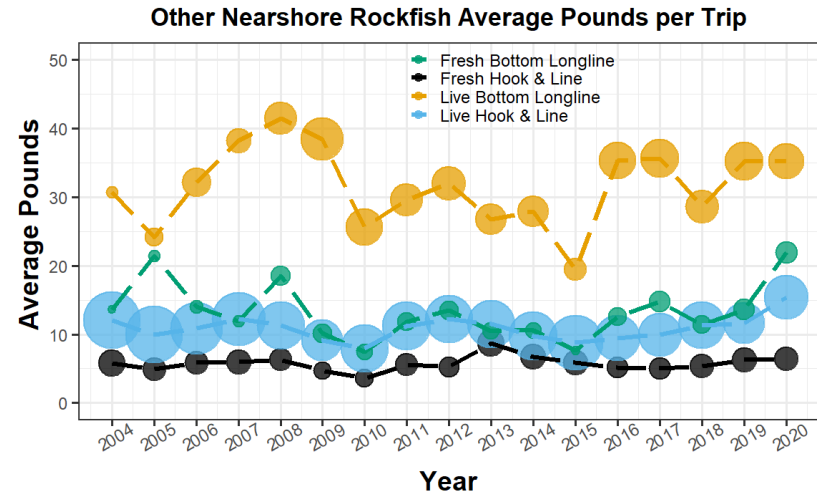 Other Nearshore Rockfish Average Pounds per Trip
50
40
30
20
10
0
Average Pounds
Fresh Bottom Longline
Fresh Hook & Line
Live Bottom Longline
Live Hook & Line
2004 2005 2006 2007 2008 2009 2010 2011 2012 2013 2014 2015 2016 2017 2018 2019 2020
Year